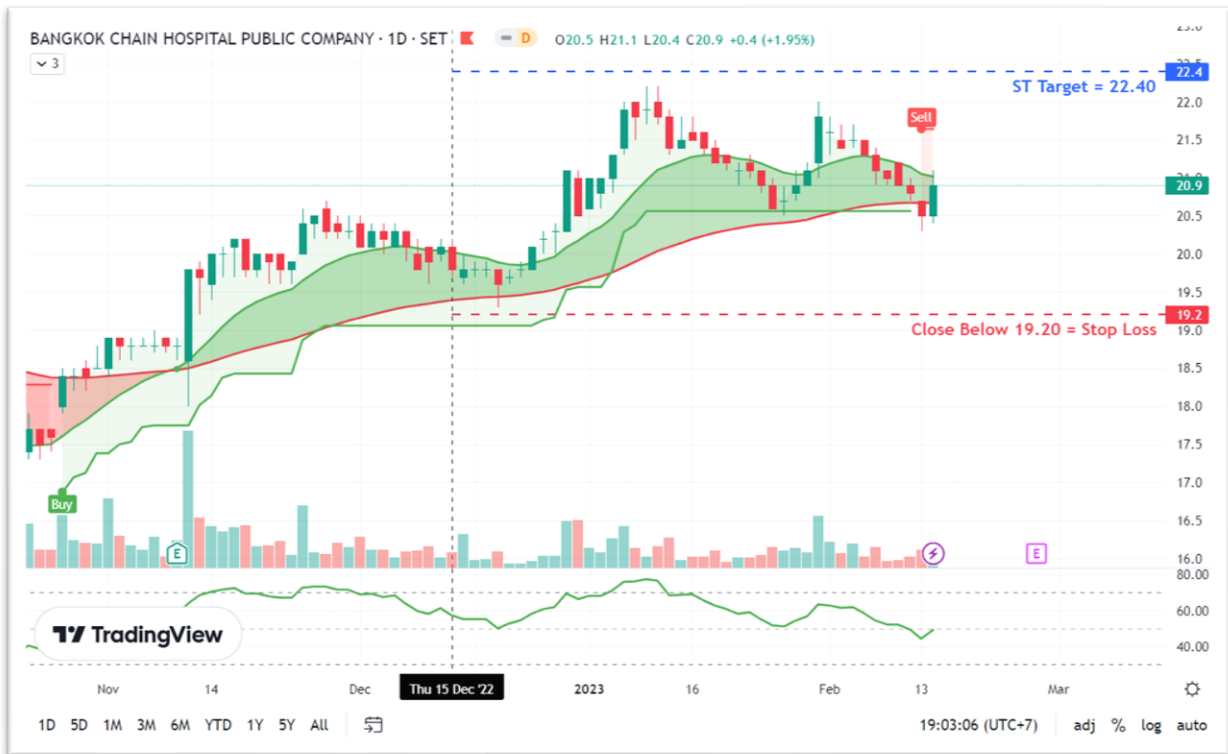 BANGKOK CHAIN HOSPITAL PUBLIC COMPANY · 1D · SET D O20.5 H21.1 L20.4 C20.9 +0.4 (+1.95%)
3
22.4
ST Target = 22.40
22.0
Sell
21.5
20.9
20.5
20.0
19.5
19.2
Close Below 19.20 = Stop Loss
19.0
18.5
18.0
17.5
17.0
Buy
16.5
E E
16.0
80.00
60.00
TradingView
40.00
Nov 14 Dec Thu 15 Dec '22 2023 16 Feb 13 Mar
1D 5D 1M 3M 6M YTD 1Y 5Y All 19:03:06 (UTC+7) adj % log auto